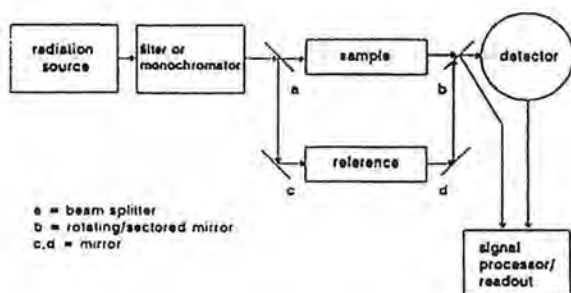 radiation
source
filter or
monochromator
sample
detector
a
b
reference
c
d
a = beam splitter
b = rotating/sectored mirror
c,d = mirror
signal
processor/
readout